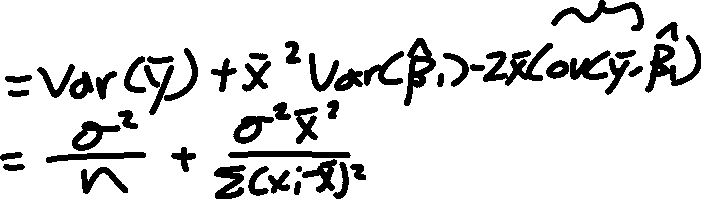 = Var(ȳ) + x̄² Var(β̂₁) - 2x̄Cov(ȳ, β̂₁)
= σ²/n + σ²x̄²/Σ(xᵢ-x̄)²